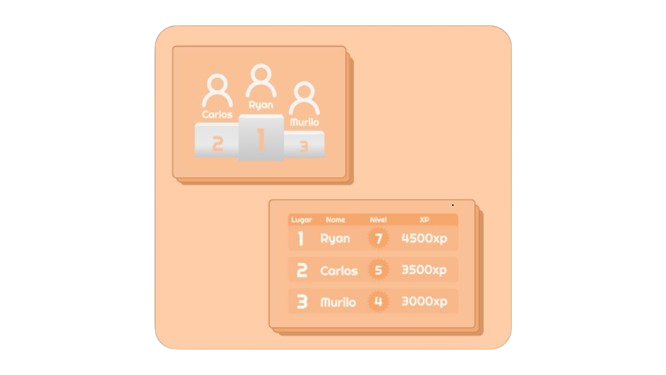 Ryan
Carlos
Murilo
1
2
3
Lugar Nome Nível XP
1 Ryan 7 4500xp
2 Carlos 5 3500xp
3 Murilo 4 3000xp